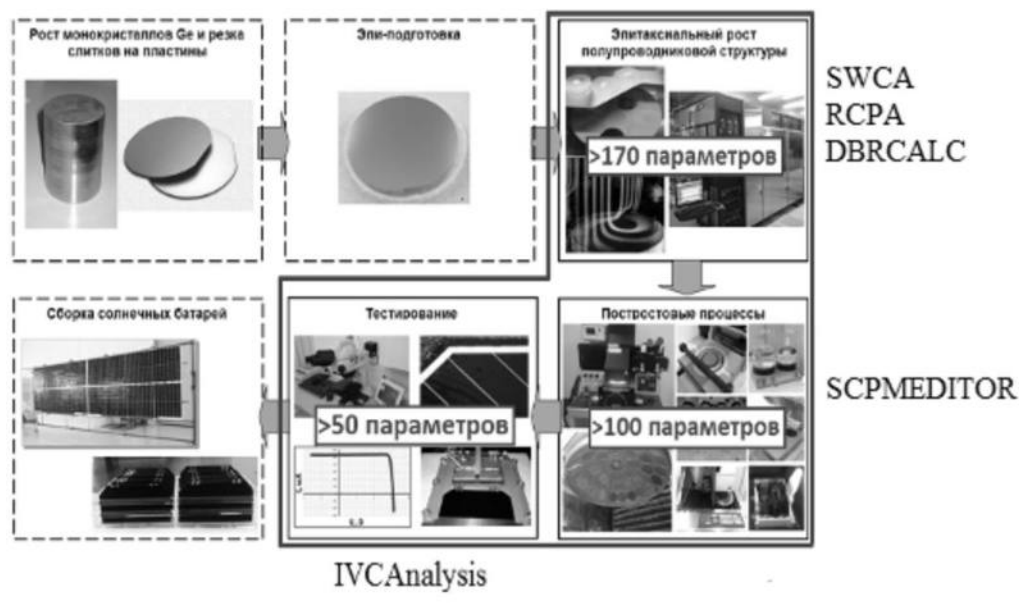 Рост монокристаллов Ge и резка
слитков на пластины
Эпи-подготовка
Эпитаксиальный рост
полупроводниковой структуры
>170 параметров
SWCA
RCPA
DBRCALC
Сборка солнечных батарей
Тестирование
>50 параметров
Постростовые процессы
>100 параметров
SCPMEDITOR
IVCAnalysis